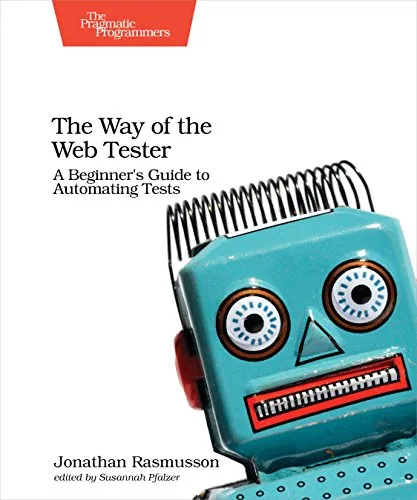 The
Pragmatic
Programmers
The Way of the
Web Tester
A Beginner's Guide to
Automating Tests
Jonathan Rasmusson
edited by Susannah Pfalzer